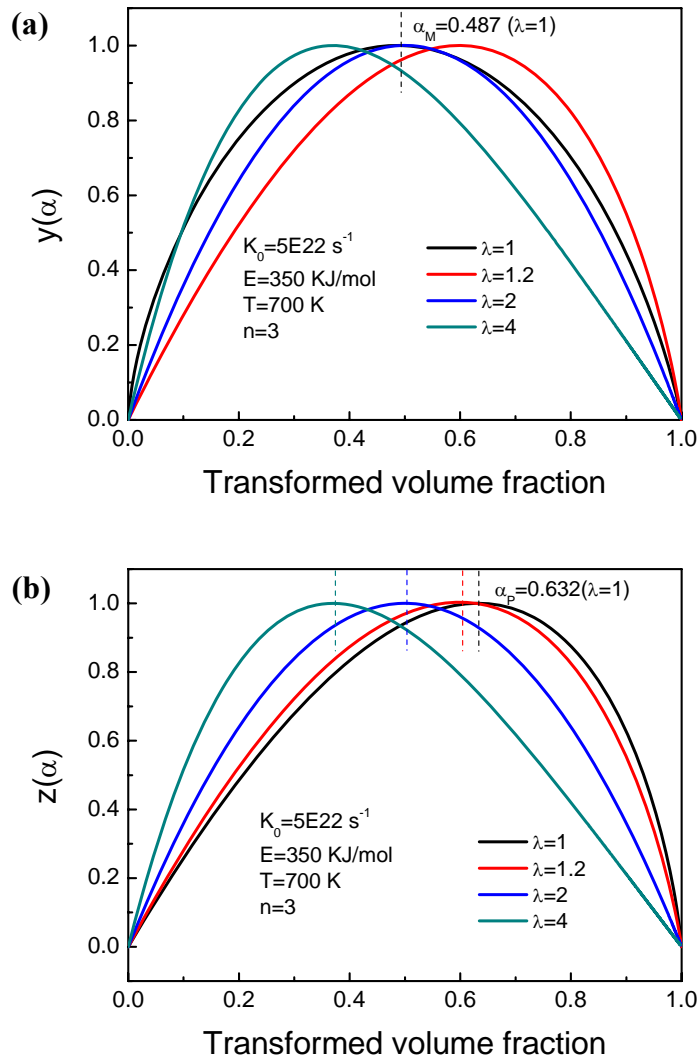 (a)
α_M=0.487 (λ=1)
1.0
0.8
0.6
0.4
0.2
0.0
y(α)
K_0=5E22 s^-1
E=350 KJ/mol
T=700 K
n=3
λ=1
λ=1.2
λ=2
λ=4
0.0 0.2 0.4 0.6 0.8 1.0
Transformed volume fraction
(b)
α_P=0.632(λ=1)
1.0
0.8
0.6
0.4
0.2
0.0
z(α)
K_0=5E22 s^-1
E=350 KJ/mol
T=700 K
n=3
λ=1
λ=1.2
λ=2
λ=4
0.0 0.2 0.4 0.6 0.8 1.0
Transformed volume fraction